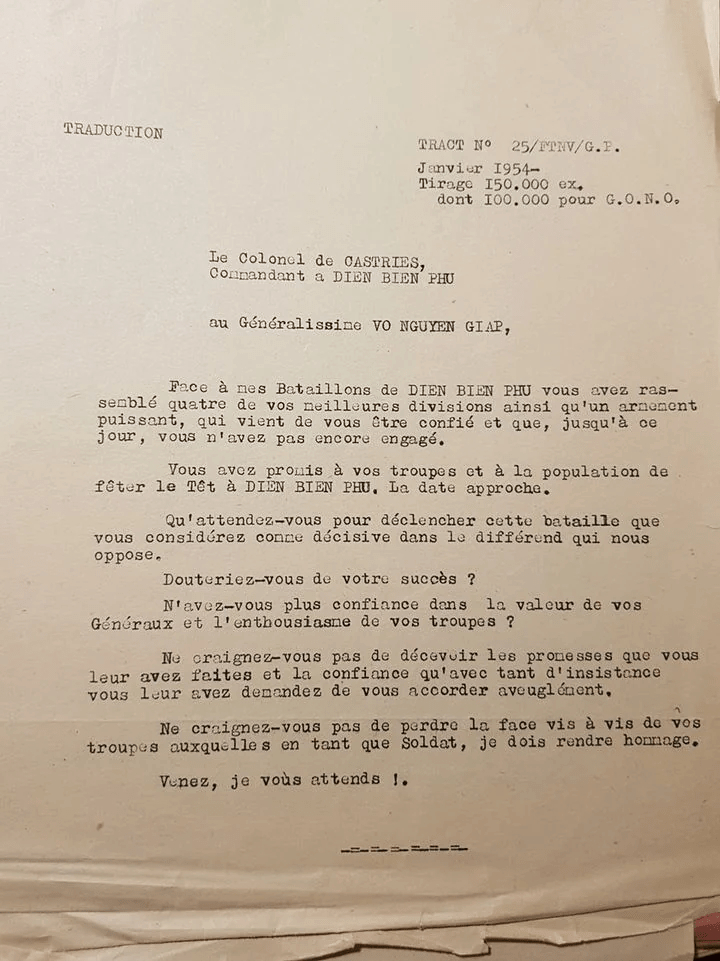 TRADUCTION
TRACT Nº 25/FTNV/G.P.
Janvier I954-
Tirage I50.000 ex.
dont I00.000 pour G.O.N.O.
Le Colonel de CASTRIES,
Commandant a DIEN BIEN PHU
au Généralissime VO NGUYEN GIAP,
Face à mes Bataillons de DIEN BIEN PHU vous avez ras-
semblé quatre de vos meilleures divisions ainsi qu'un armement
puissant, qui vient de vous être confié et que, jusqu'à ce
jour, vous n'avez pas encore engagé.
Vous avez promis à vos troupes et à la population de
fêter le Têt à DIEN BIEN PHU. La date approche.
Qu'attendez-vous pour déclencher cette bataille que
vous considérez comme décisive dans le différend qui nous
oppose.
Douteriez-vous de votre succès ?
N'avez-vous plus confiance dans la valeur de vos
Généraux et l'enthousiasme de vos troupes ?
Ne craignez-vous pas de décevoir les promesses que vous
leur avez faites et la confiance qu'avec tant d'insistance
vous leur avez demandez de vous accorder aveuglément.
Ne craignez-vous pas de perdre la face vis à vis de vos
troupes auxquelles en tant que Soldat, je dois rendre hommage.
Venez, je voùs attends !.
-=-=-=-=-=-=-